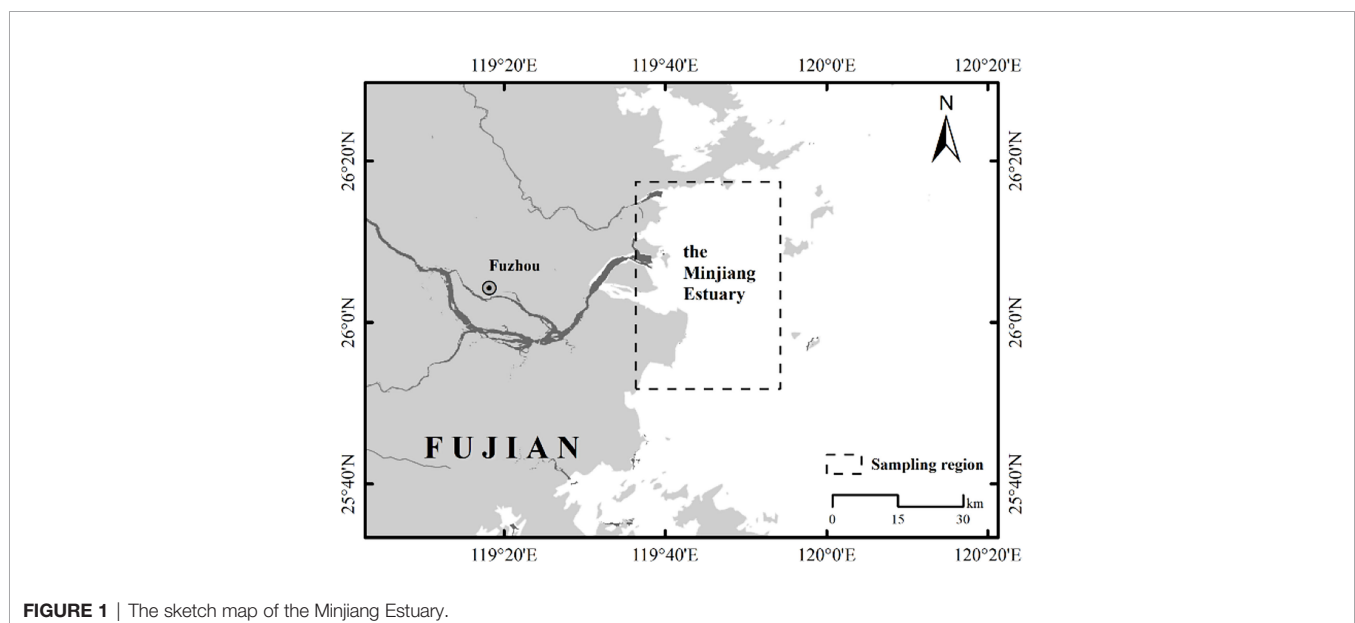 119°20'E 119°40'E 120°0'E 120°20'E
N
26°20'N 26°20'N
the
Minjiang
Estuary
Fuzhou
26°0'N 26°0'N
FUJIAN
Sampling region
25°40'N 25°40'N
km
0 15 30
119°20'E 119°40'E 120°0'E 120°20'E
FIGURE 1 | The sketch map of the Minjiang Estuary.